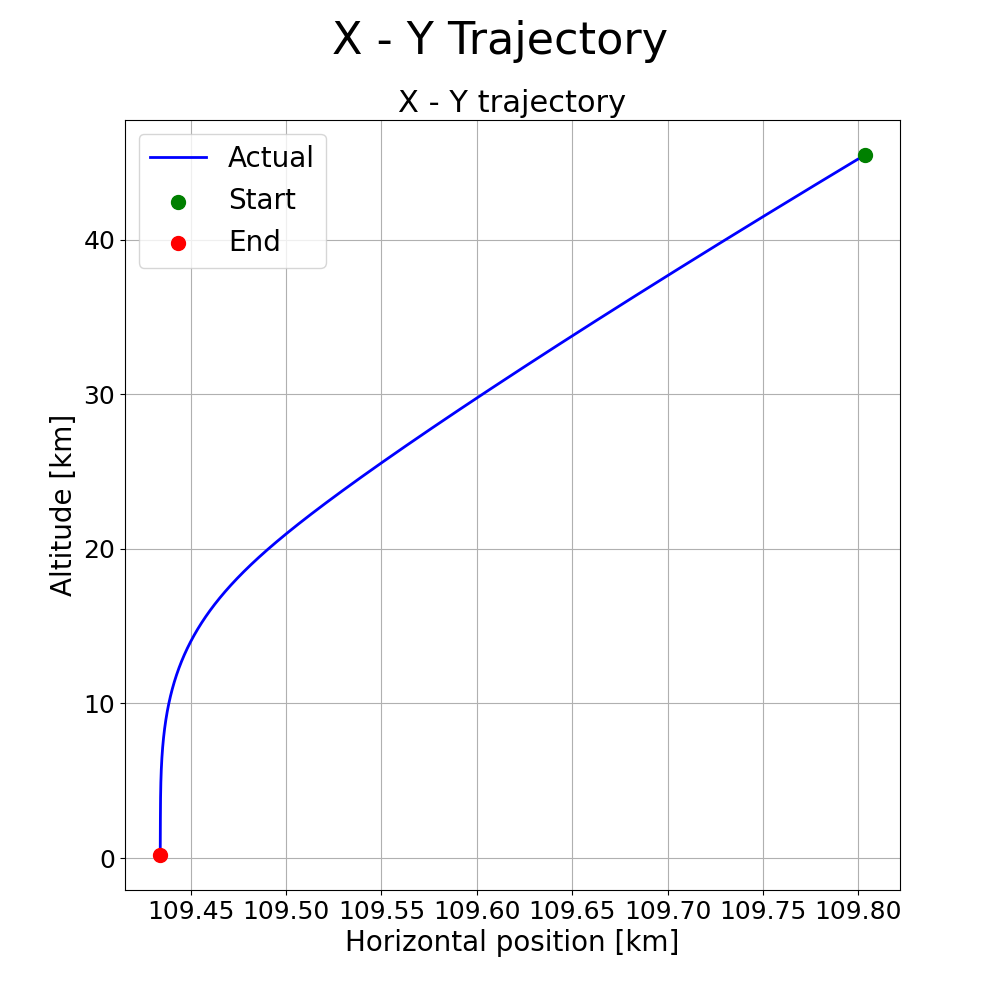 X - Y Trajectory
X - Y trajectory
Actual
Start
End
Altitude [km]
40
30
20
10
0
109.45 109.50 109.55 109.60 109.65 109.70 109.75 109.80
Horizontal position [km]